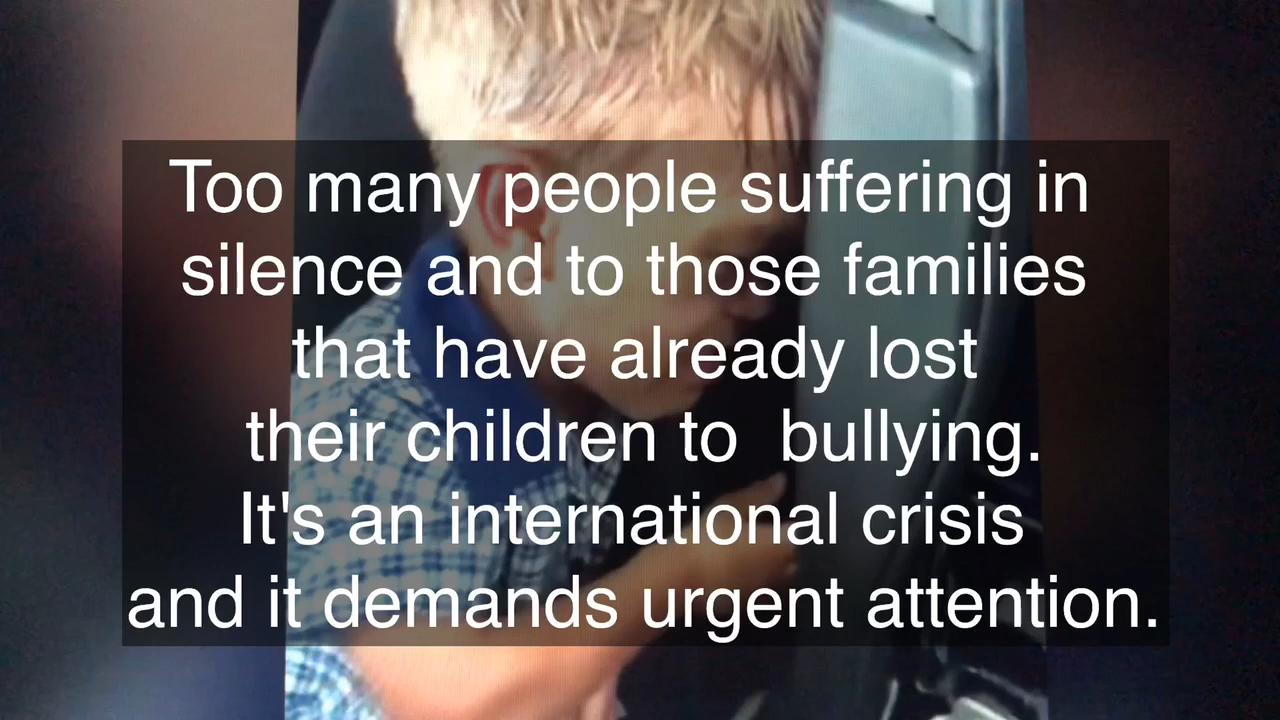 Too many people suffering in
silence and to those families
that have already lost
their children to  bullying.
It's an international crisis
and it demands urgent attention.